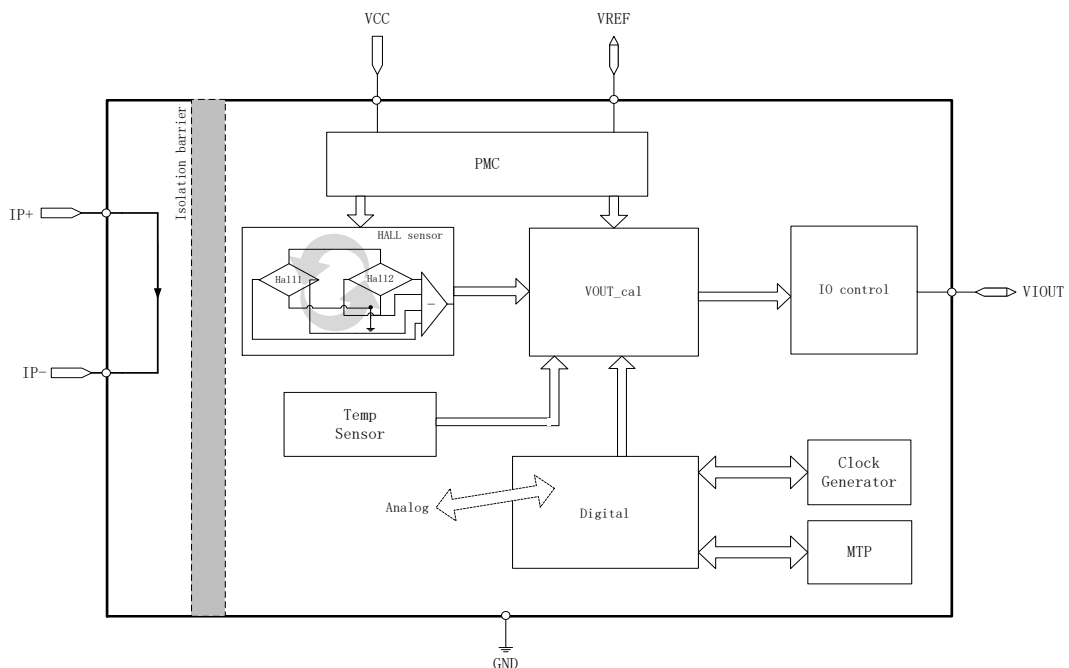 VCC
VREF
Isolation barrier
PMC
IP+
HALL sensor
Hall1
Hall2
-
VOUT_cal
IO control
VIOUT
IP-
Temp
Sensor
Clock
Generator
Analog
Digital
MTP
GND